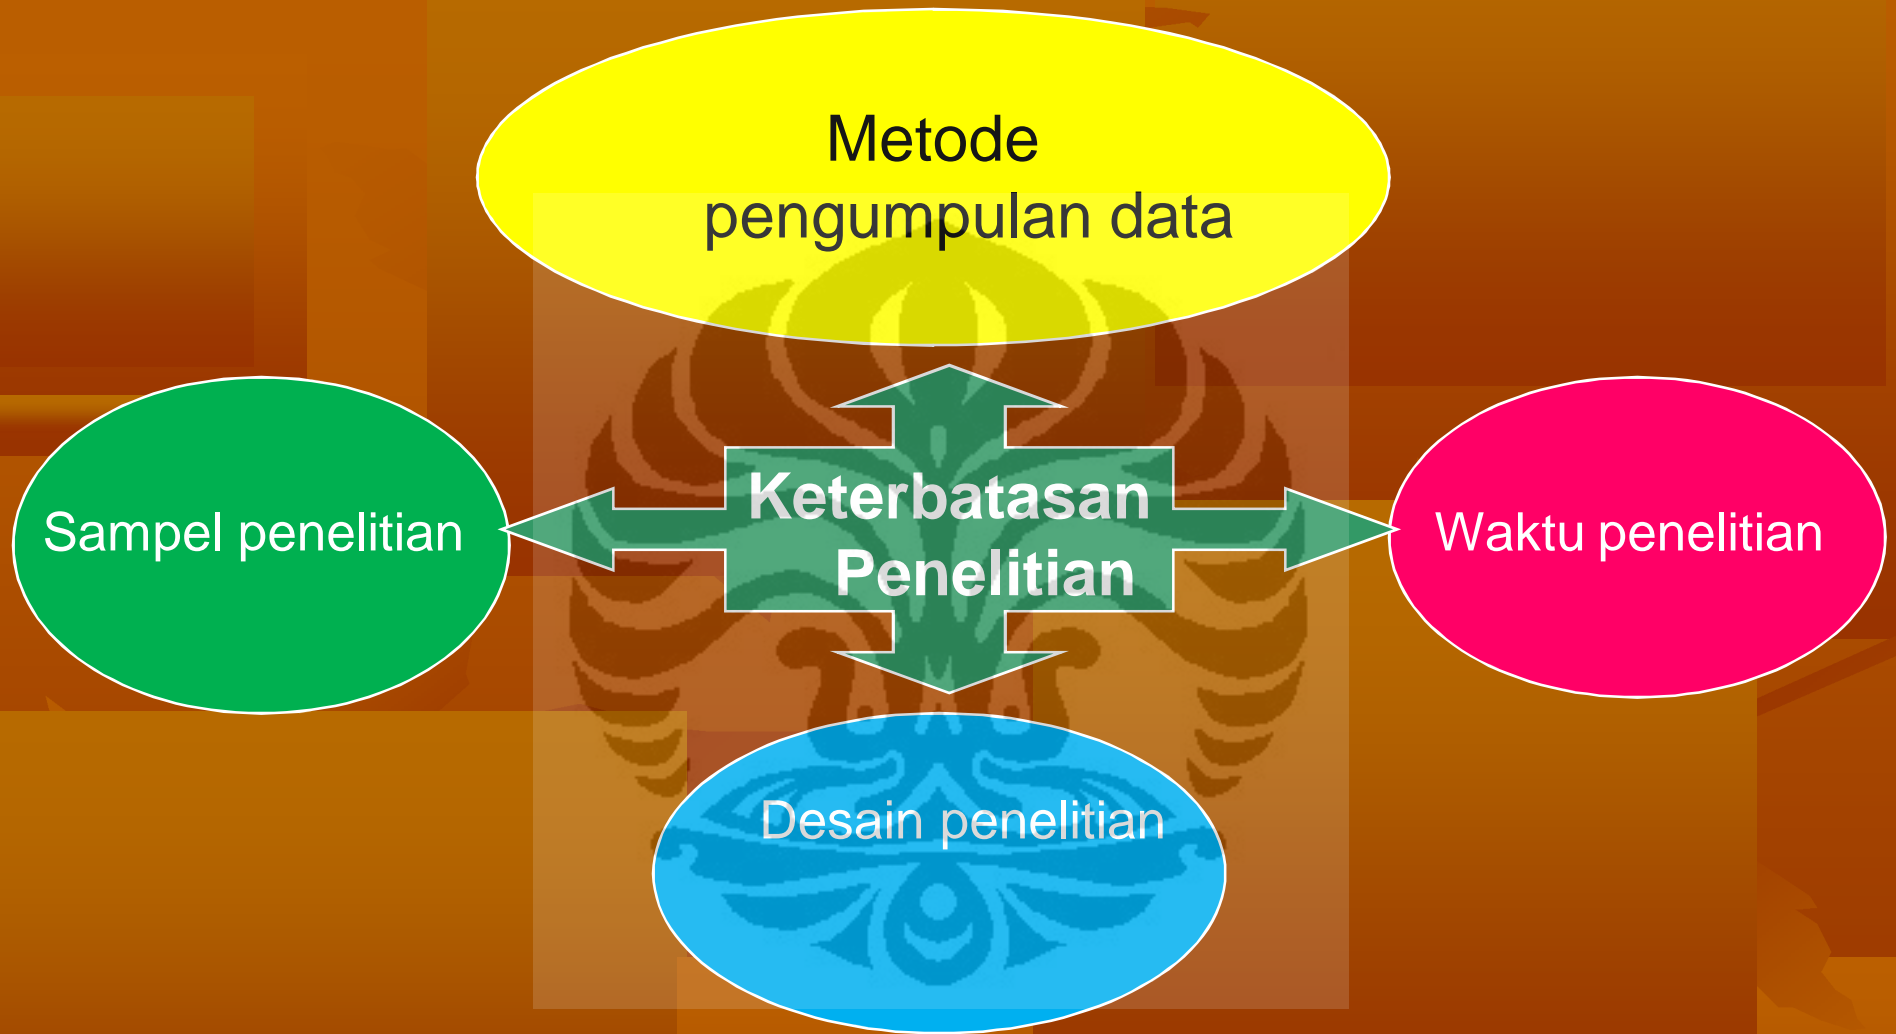 Metode
pengumpulan data
Sampel penelitian
Keterbatasan
Penelitian
Waktu penelitian
Desain penelitian